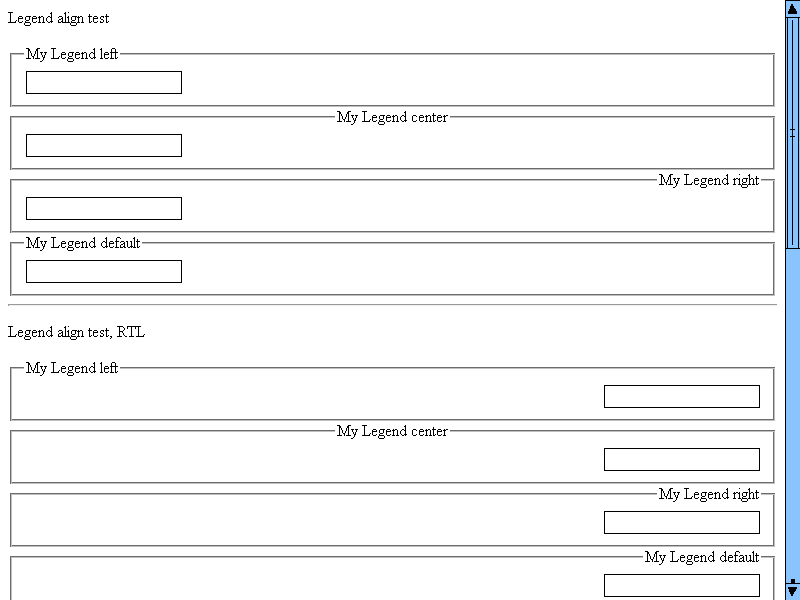 Legend align test
My Legend left
My Legend center
My Legend right
My Legend default
Legend align test, RTL
My Legend left
My Legend center
My Legend right
My Legend default